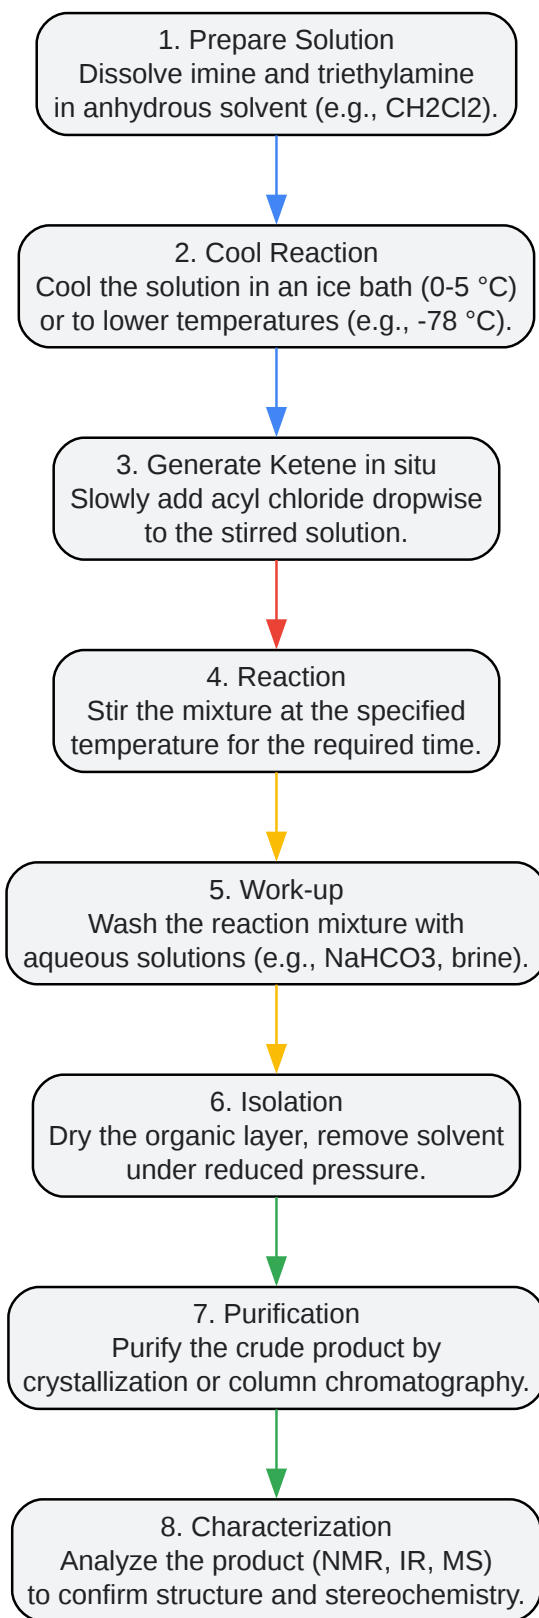 1. Prepare Solution
Dissolve imine and triethylamine
in anhydrous solvent (e.g., CH2Cl2).
2. Cool Reaction
Cool the solution in an ice bath (0-5 °C)
or to lower temperatures (e.g., -78 °C).
3. Generate Ketene in situ
Slowly add acyl chloride dropwise
to the stirred solution.
4. Reaction
Stir the mixture at the specified
temperature for the required time.
5. Work-up
Wash the reaction mixture with
aqueous solutions (e.g., NaHCO3, brine).
6. Isolation
Dry the organic layer, remove solvent
under reduced pressure.
7. Purification
Purify the crude product by
crystallization or column chromatography.
8. Characterization
Analyze the product (NMR, IR, MS)
to confirm structure and stereochemistry.